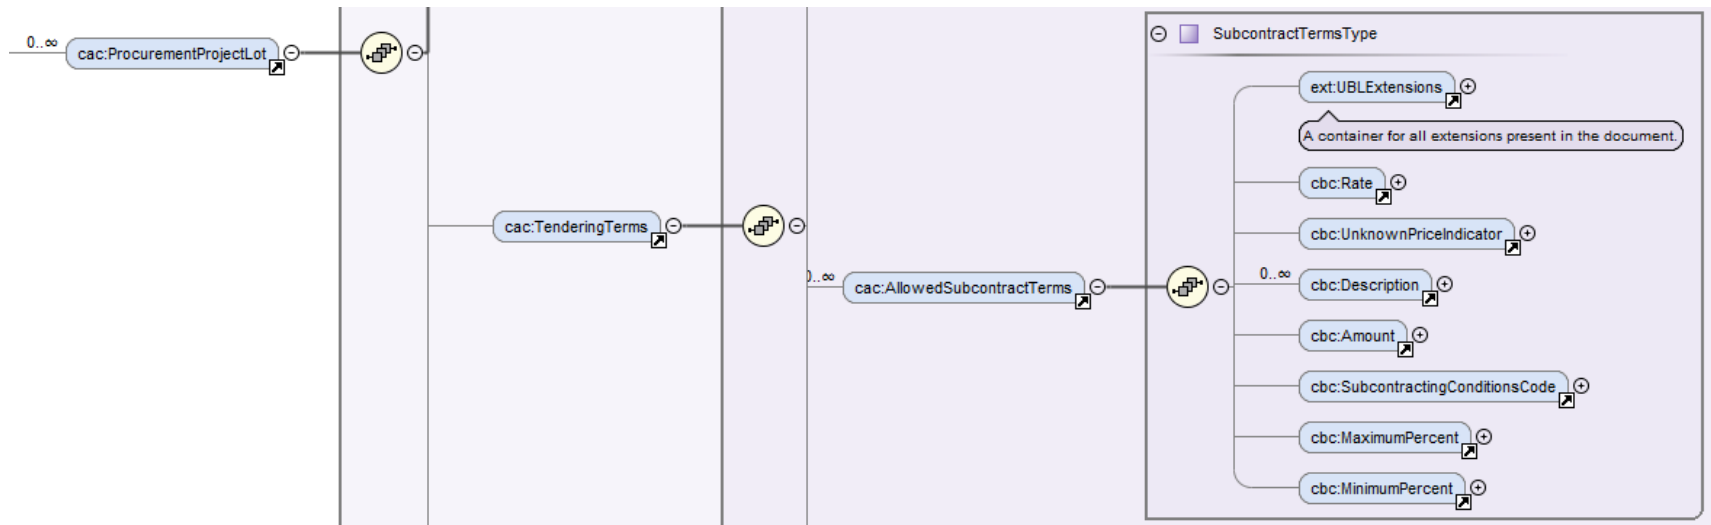 0..∞
cac:ProcurementProjectLot
SubcontractTermsType
ext:UBLExtensions
A container for all extensions present in the document.
cbc:Rate
cac:TenderingTerms
cbc:UnknownPriceIndicator
0..∞
cac:AllowedSubcontractTerms
0..∞
cbc:Description
cbc:Amount
cbc:SubcontractingConditionsCode
cbc:MaximumPercent
cbc:MinimumPercent